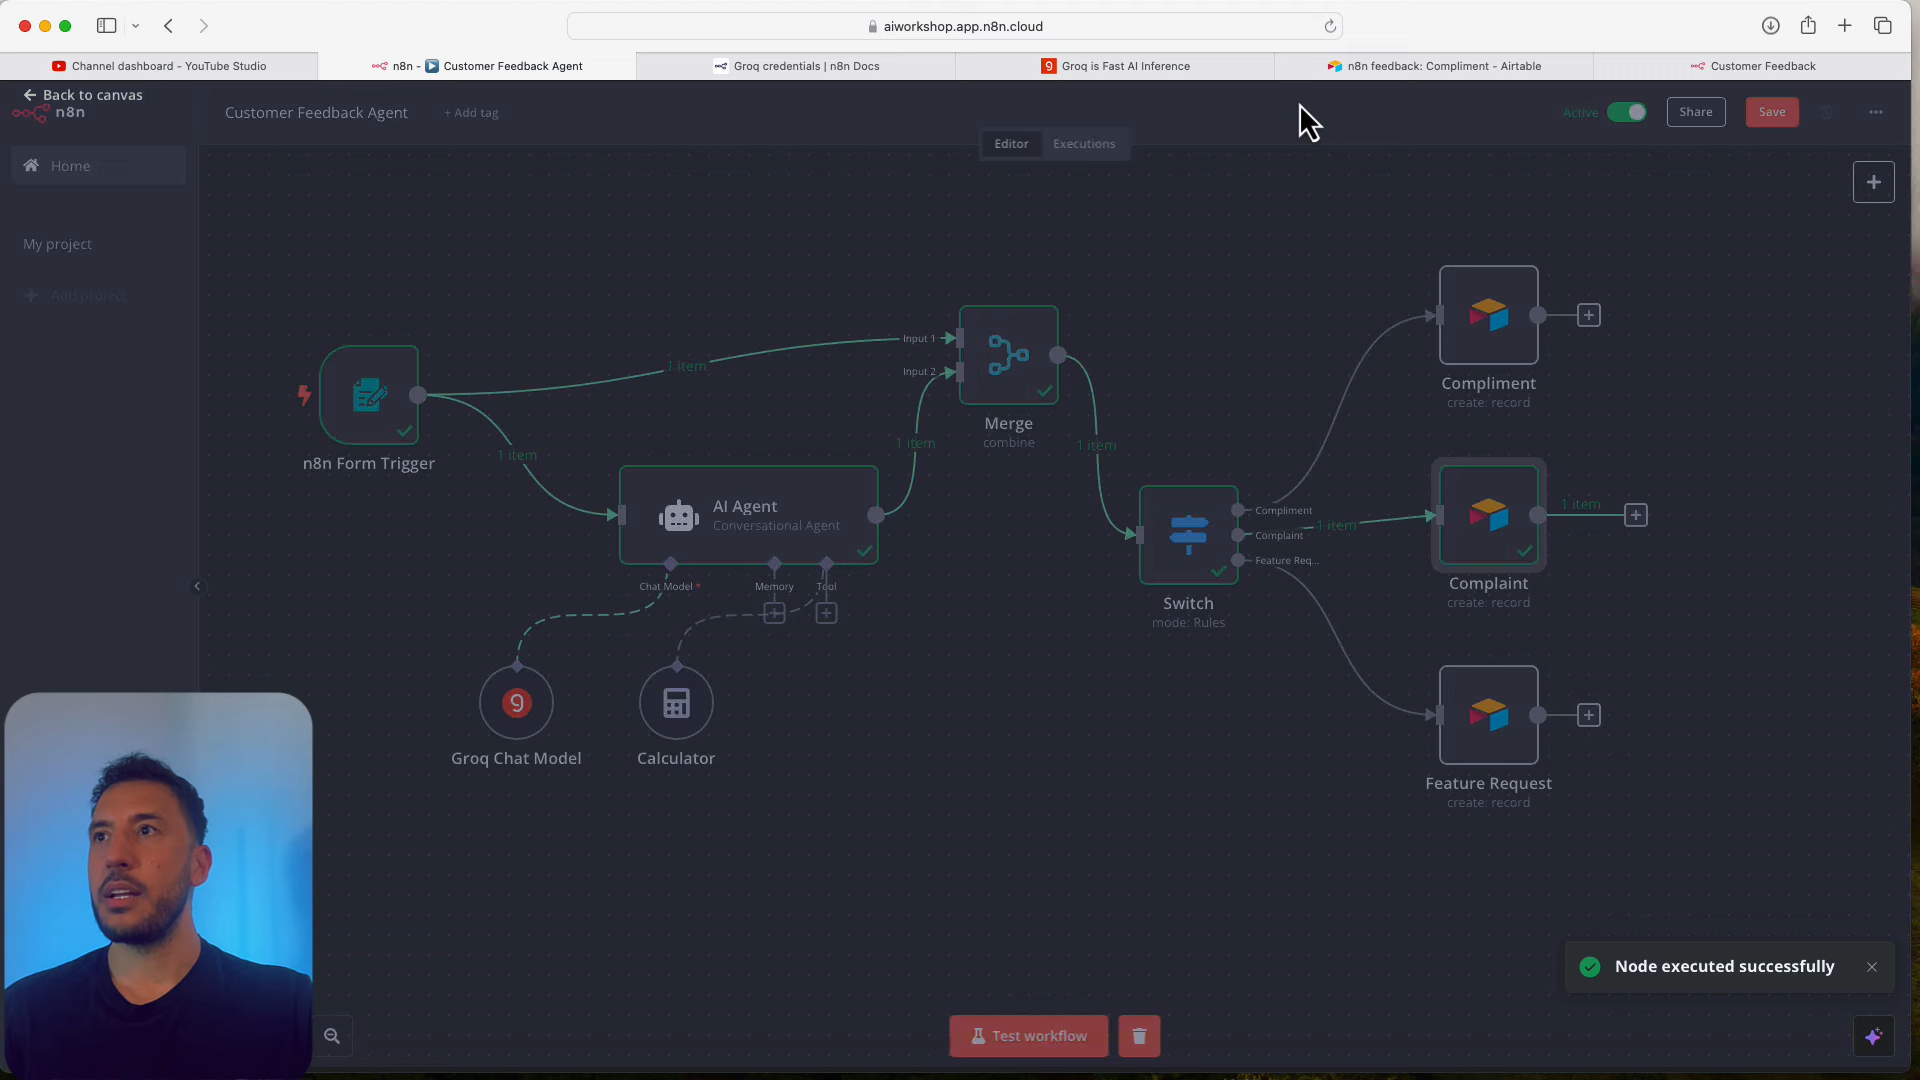 aiworkshop.app.n8n.cloud
Channel dashboard - YouTube Studio
n8n - ▶ Customer Feedback Agent
Groq credentials | n8n Docs
Groq is Fast AI Inference
n8n feedback: Compliment - Airtable
Customer Feedback
Back to canvas
n8n
Customer Feedback Agent
+ Add tag
Active
Share
Save
Editor
Executions
Home
My project
Add project
n8n Form Trigger
1 item
1 item
Input 1
Input 2
1 item
Merge
combine
1 item
AI Agent
Conversational Agent
Chat Model *
Memory
Tool
Groq Chat Model
Calculator
Switch
mode: Rules
Compliment
Complaint
Feature Req...
1 item
Compliment
create: record
1 item
Complaint
create: record
Feature Request
create: record
Node executed successfully
Test workflow